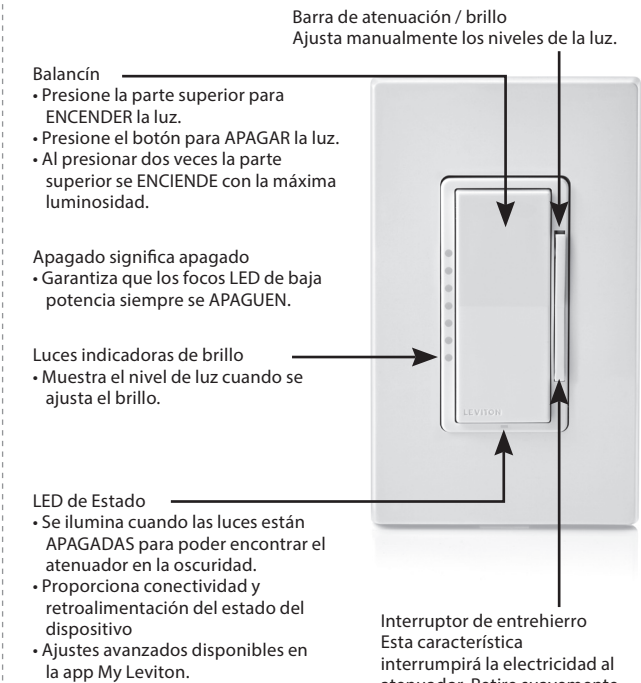 Barra de atenuación / brillo
Ajusta manualmente los niveles de la luz.
Balancín
• Presione la parte superior para
ENCENDER la luz.
• Presione el botón para APAGAR la luz.
• Al presionar dos veces la parte
superior se ENCIENDE con la máxima
luminosidad.
Apagado significa apagado
• Garantiza que los focos LED de baja
potencia siempre se APAGUEN.
Luces indicadoras de brillo
• Muestra el nivel de luz cuando se
ajusta el brillo.
LEVITON
LED de Estado
• Se ilumina cuando las luces están
APAGADAS para poder encontrar el
atenuador en la oscuridad.
• Proporciona conectividad y
retroalimentación del estado del
dispositivo
• Ajustes avanzados disponibles en
la app My Leviton.
Interruptor de entrehierro
Esta característica
interrumpirá la electricidad al
atenuador. Retire suavemente